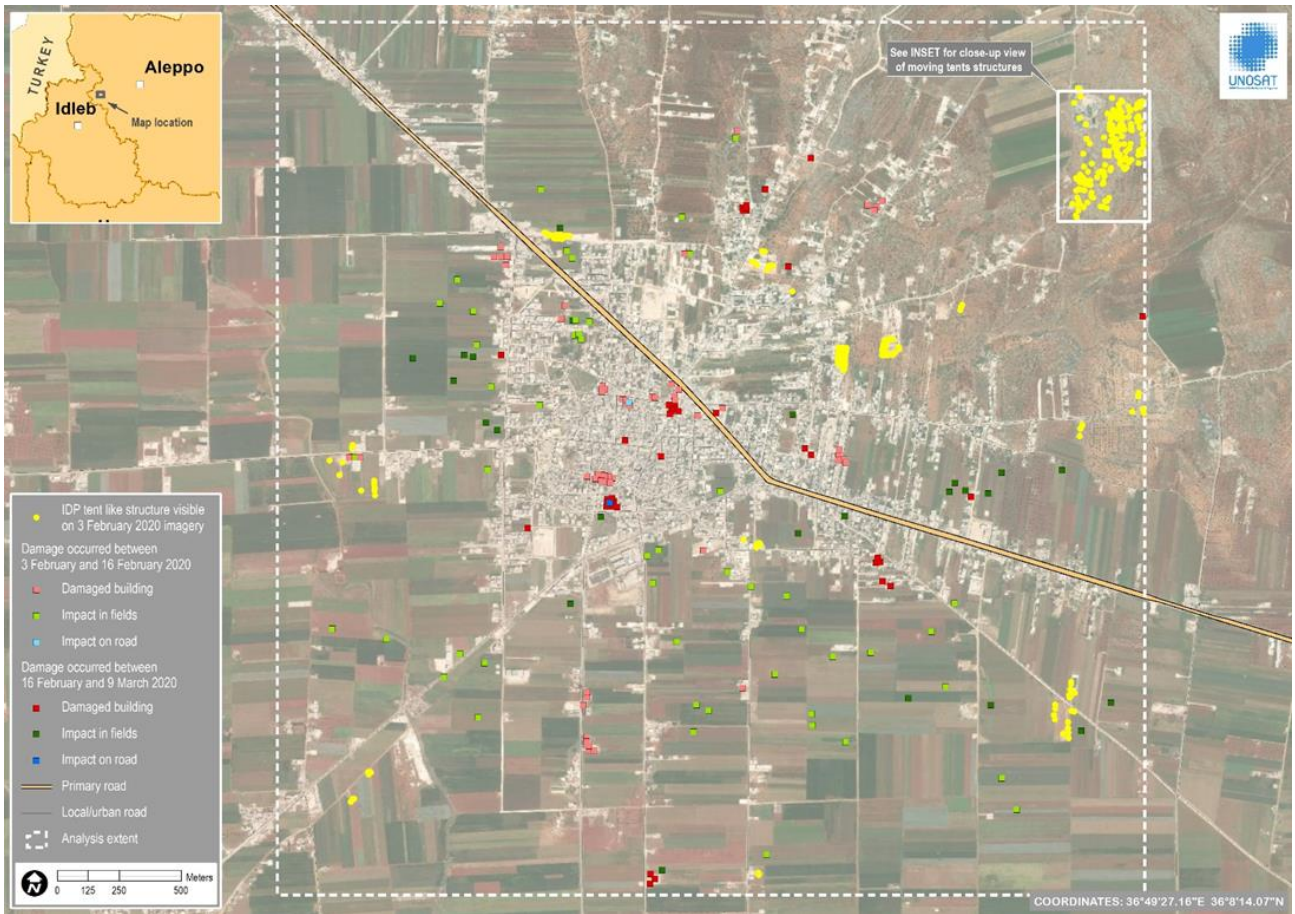 TURKEY
Aleppo
Idleb
Map location
See INSET for close-up view
of moving tents structures
UNOSAT
IDP tent like structure visible
on 3 February 2020 imagery
Damage occurred between
3 February and 16 February 2020
Damaged building
Impact in fields
Impact on road
Damage occurred between
16 February and 9 March 2020
Damaged building
Impact in fields
Impact on road
Primary road
Local/urban road
Analysis extent
N
0 125 250 500 Meters
COORDINATES: 36°49'27.16"E 36°8'14.07"N